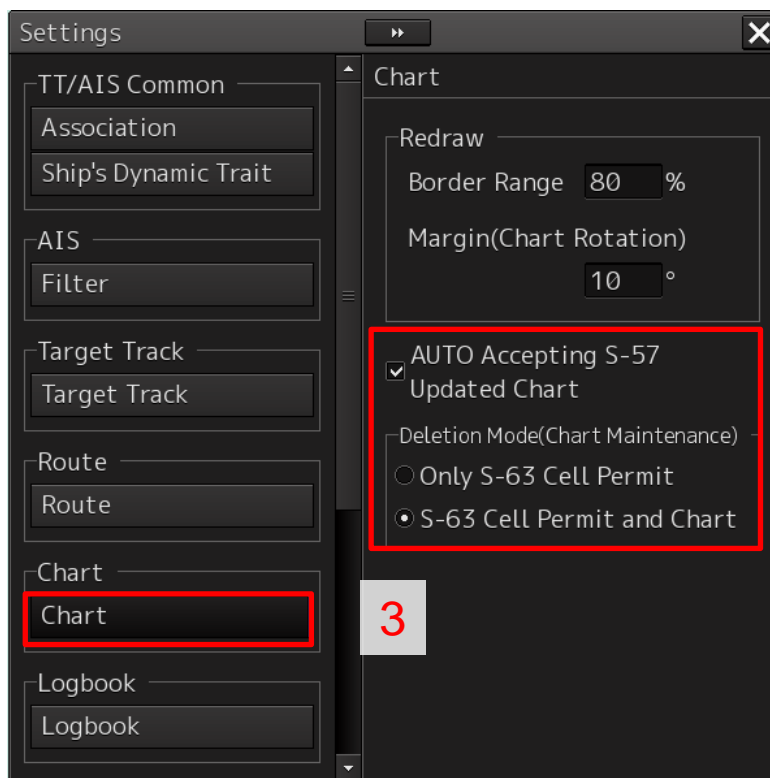 Settings
TT/AIS Common
Association
Ship's Dynamic Trait
AIS
Filter
Target Track
Target Track
Route
Route
Chart
Chart
3
Logbook
Logbook
Chart
Redraw
Border Range 80 %
Margin(Chart Rotation)
10 °
AUTO Accepting S-57
Updated Chart
Deletion Mode(Chart Maintenance)
Only S-63 Cell Permit
S-63 Cell Permit and Chart